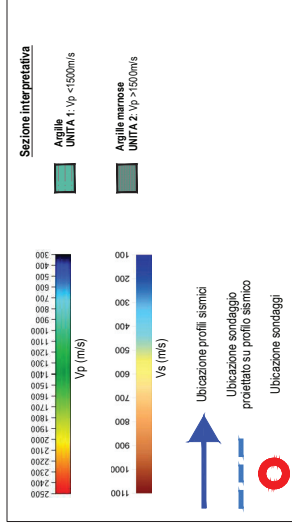 Sezione interpretativa
2500 2400 2300 2200 2100 2000 1900 1800 1700 1600 1500 1400 1300 1200 1100 1000 900 800 700 600 500 400 300
Vp (m/s)
Argille
UNITA 1: Vp <1500m/s
1100 1000 900 800 700 600 500 400 300 200 100
Vs (m/s)
Argille marnose
UNITA 2: Vp >1500m/s
Ubicazione profili sismici
Ubicazione sondaggio
proiettato su profilo sismico
Ubicazione sondaggi